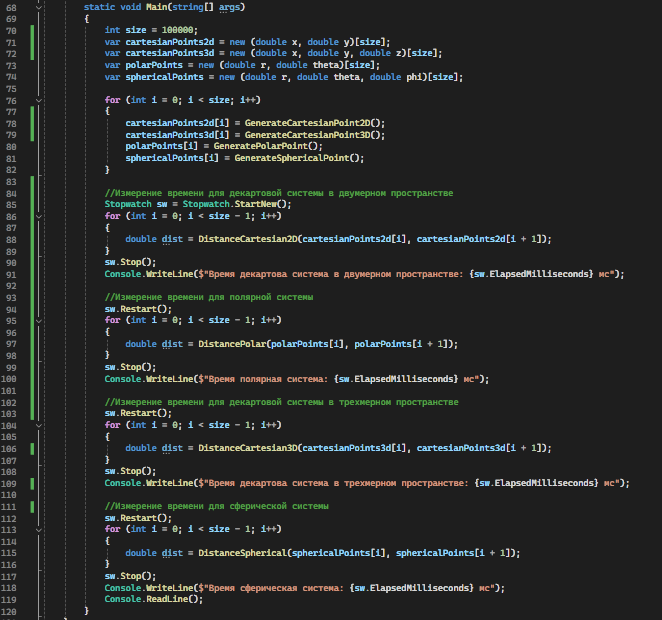 68 static void Main(string[] args)
69 {
70 int size = 100000;
71 var cartesianPoints2d = new (double x, double y)[size];
72 var cartesianPoints3d = new (double x, double y, double z)[size];
73 var polarPoints = new (double r, double theta)[size];
74 var sphericalPoints = new (double r, double theta, double phi)[size];
75
76 for (int i = 0; i < size; i++)
77 {
78 cartesianPoints2d[i] = GenerateCartesianPoint2D();
79 cartesianPoints3d[i] = GenerateCartesianPoint3D();
80 polarPoints[i] = GeneratePolarPoint();
81 sphericalPoints[i] = GenerateSphericalPoint();
82 }
83
84 //Измерение времени для декартовой системы в двумерном пространстве
85 Stopwatch sw = Stopwatch.StartNew();
86 for (int i = 0; i < size - 1; i++)
87 {
88 double dist = DistanceCartesian2D(cartesianPoints2d[i], cartesianPoints2d[i + 1]);
89 }
90 sw.Stop();
91 Console.WriteLine($"Время декартова система в двумерном пространстве: {sw.ElapsedMilliseconds} мс");
92
93 //Измерение времени для полярной системы
94 sw.Restart();
95 for (int i = 0; i < size - 1; i++)
96 {
97 double dist = DistancePolar(polarPoints[i], polarPoints[i + 1]);
98 }
99 sw.Stop();
100 Console.WriteLine($"Время полярная система: {sw.ElapsedMilliseconds} мс");
101
102 //Измерение времени для декартовой системы в трехмерном пространстве
103 sw.Restart();
104 for (int i = 0; i < size - 1; i++)
105 {
106 double dist = DistanceCartesian3D(cartesianPoints3d[i], cartesianPoints3d[i + 1]);
107 }
108 sw.Stop();
109 Console.WriteLine($"Время декартова система в трехмерном пространстве: {sw.ElapsedMilliseconds} мс");
110
111 //Измерение времени для сферической системы
112 sw.Restart();
113 for (int i = 0; i < size - 1; i++)
114 {
115 double dist = DistanceSpherical(sphericalPoints[i], sphericalPoints[i + 1]);
116 }
117 sw.Stop();
118 Console.WriteLine($"Время сферическая система: {sw.ElapsedMilliseconds} мс");
119 Console.ReadLine();
120 }